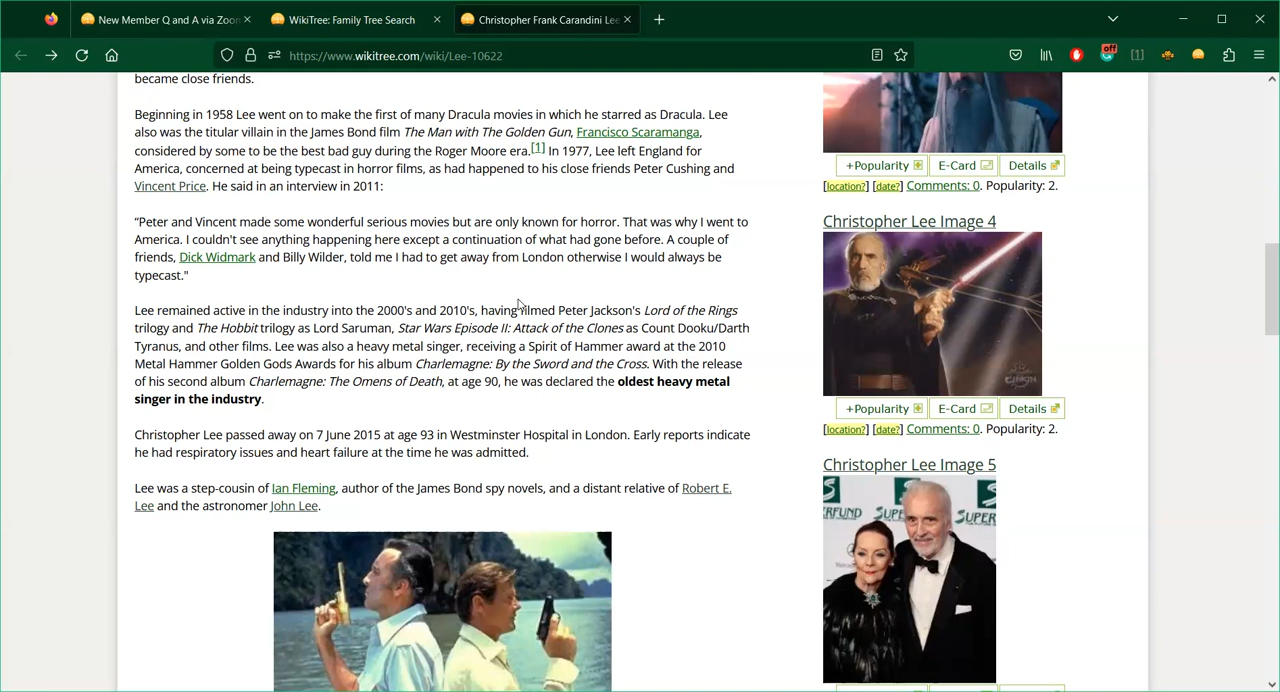 New Member Q and A via Zoom
WikiTree: Family Tree Search
Christopher Frank Carandini Lee
https://www.wikitree.com/wiki/Lee-10622
off
[1]
became close friends.
Beginning in 1958 Lee went on to make the first of many Dracula movies in which he starred as Dracula. Lee
also was the titular villain in the James Bond film The Man with The Golden Gun, Francisco Scaramanga,
considered by some to be the best bad guy during the Roger Moore era.[1] In 1977, Lee left England for
America, concerned at being typecast in horror films, as had happened to his close friends Peter Cushing and
Vincent Price. He said in an interview in 2011:
“Peter and Vincent made some wonderful serious movies but are only known for horror. That was why I went to
America. I couldn't see anything happening here except a continuation of what had gone before. A couple of
friends, Dick Widmark and Billy Wilder, told me I had to get away from London otherwise I would always be
typecast."
Lee remained active in the industry into the 2000's and 2010's, having filmed Peter Jackson's Lord of the Rings
trilogy and The Hobbit trilogy as Lord Saruman, Star Wars Episode II: Attack of the Clones as Count Dooku/Darth
Tyranus, and other films. Lee was also a heavy metal singer, receiving a Spirit of Hammer award at the 2010
Metal Hammer Golden Gods Awards for his album Charlemagne: By the Sword and the Cross. With the release
of his second album Charlemagne: The Omens of Death, at age 90, he was declared the oldest heavy metal
singer in the industry.
Christopher Lee passed away on 7 June 2015 at age 93 in Westminster Hospital in London. Early reports indicate
he had respiratory issues and heart failure at the time he was admitted.
Lee was a step-cousin of Ian Fleming, author of the James Bond spy novels, and a distant relative of Robert E.
Lee and the astronomer John Lee.
+Popularity E-Card Details
[location?] [date?] Comments: 0. Popularity: 2.
Christopher Lee Image 4
+Popularity E-Card Details
[location?] [date?] Comments: 0. Popularity: 2.
Christopher Lee Image 5